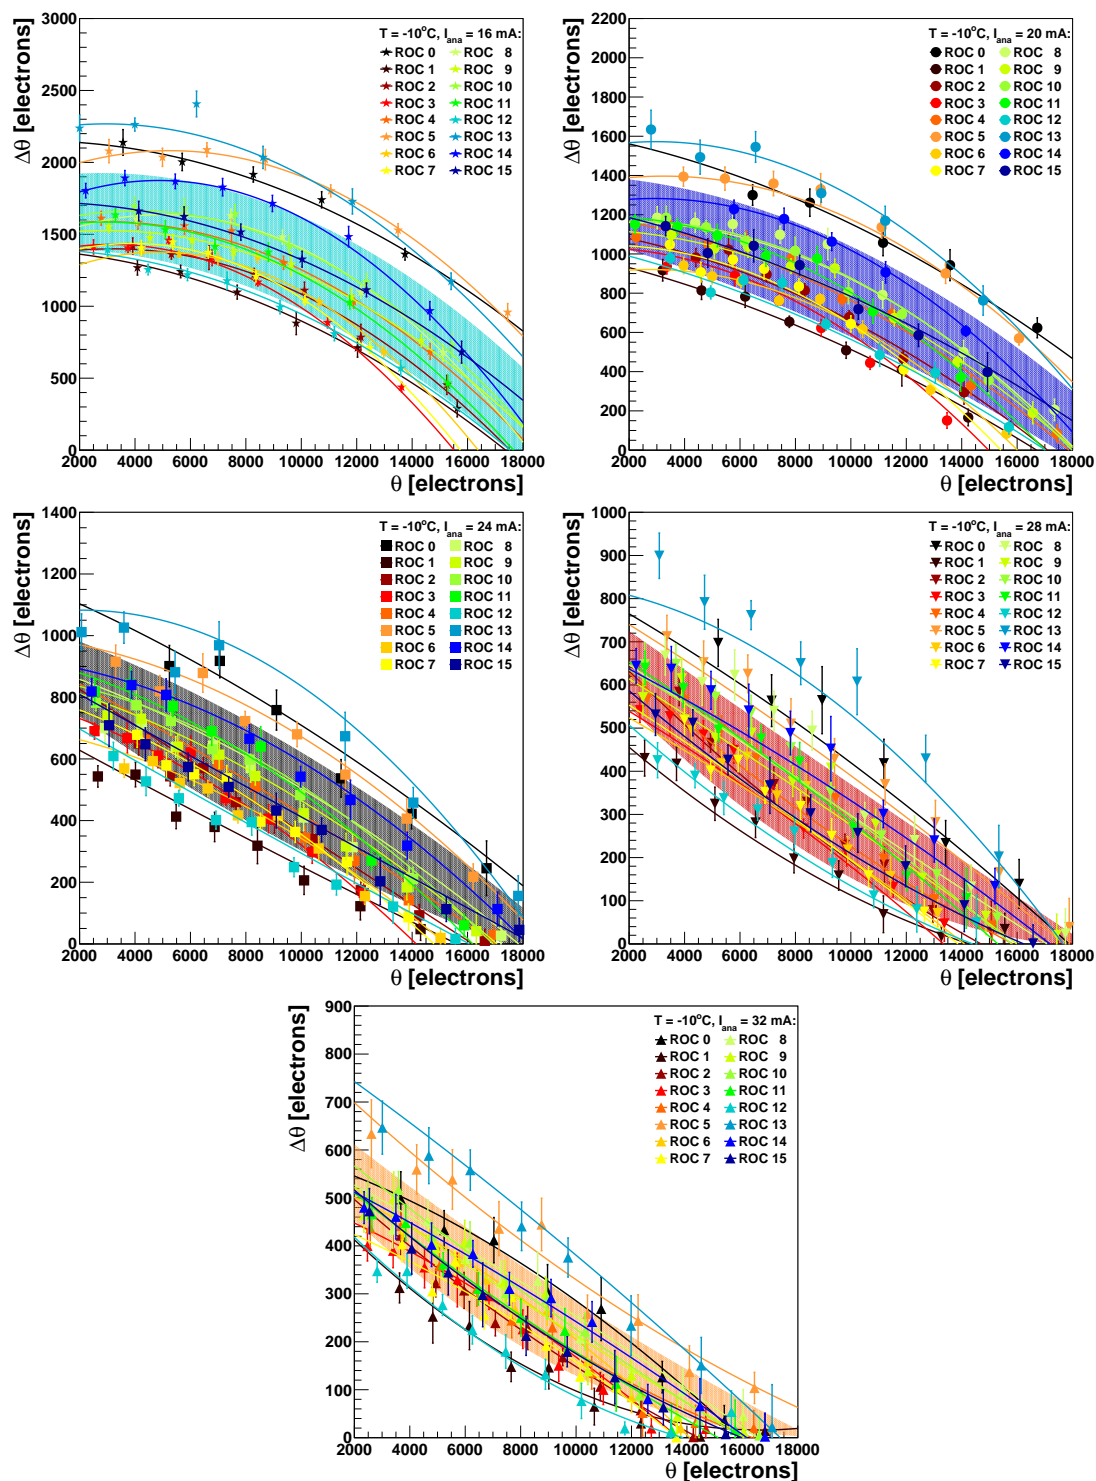 T = -10°C, I_ana = 16 mA:
ROC 0 ROC 8
ROC 1 ROC 9
ROC 2 ROC 10
ROC 3 ROC 11
ROC 4 ROC 12
ROC 5 ROC 13
ROC 6 ROC 14
ROC 7 ROC 15
Δθ [electrons]
3000
2500
2000
1500
1000
500
0
2000 4000 6000 8000 10000 12000 14000 16000 18000
θ [electrons]
T = -10°C, I_ana = 20 mA:
ROC 0 ROC 8
ROC 1 ROC 9
ROC 2 ROC 10
ROC 3 ROC 11
ROC 4 ROC 12
ROC 5 ROC 13
ROC 6 ROC 14
ROC 7 ROC 15
Δθ [electrons]
2200
2000
1800
1600
1400
1200
1000
800
600
400
200
0
2000 4000 6000 8000 10000 12000 14000 16000 18000
θ [electrons]
T = -10°C, I_ana = 24 mA:
ROC 0 ROC 8
ROC 1 ROC 9
ROC 2 ROC 10
ROC 3 ROC 11
ROC 4 ROC 12
ROC 5 ROC 13
ROC 6 ROC 14
ROC 7 ROC 15
Δθ [electrons]
1400
1200
1000
800
600
400
200
0
2000 4000 6000 8000 10000 12000 14000 16000 18000
θ [electrons]
T = -10°C, I_ana = 28 mA:
ROC 0 ROC 8
ROC 1 ROC 9
ROC 2 ROC 10
ROC 3 ROC 11
ROC 4 ROC 12
ROC 5 ROC 13
ROC 6 ROC 14
ROC 7 ROC 15
Δθ [electrons]
1000
900
800
700
600
500
400
300
200
100
0
2000 4000 6000 8000 10000 12000 14000 16000 18000
θ [electrons]
T = -10°C, I_ana = 32 mA:
ROC 0 ROC 8
ROC 1 ROC 9
ROC 2 ROC 10
ROC 3 ROC 11
ROC 4 ROC 12
ROC 5 ROC 13
ROC 6 ROC 14
ROC 7 ROC 15
Δθ [electrons]
900
800
700
600
500
400
300
200
100
0
2000 4000 6000 8000 10000 12000 14000 16000 18000
θ [electrons]